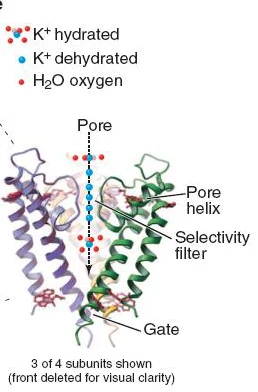 K+ hydrated
K+ dehydrated
H2O oxygen
Pore
Pore
helix
Selectivity
filter
Gate
3 of 4 subunits shown
(front deleted for visual clarity)